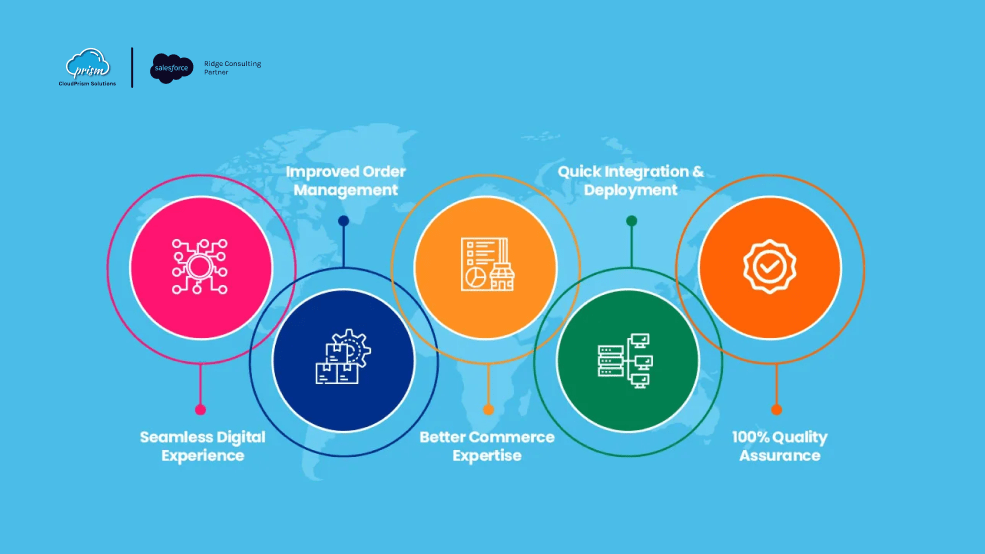 prism
CloudPrism Solutions
salesforce
Ridge Consulting
Partner
Improved Order
Management
Quick Integration &
Deployment
Seamless Digital
Experience
Better Commerce
Expertise
100% Quality
Assurance